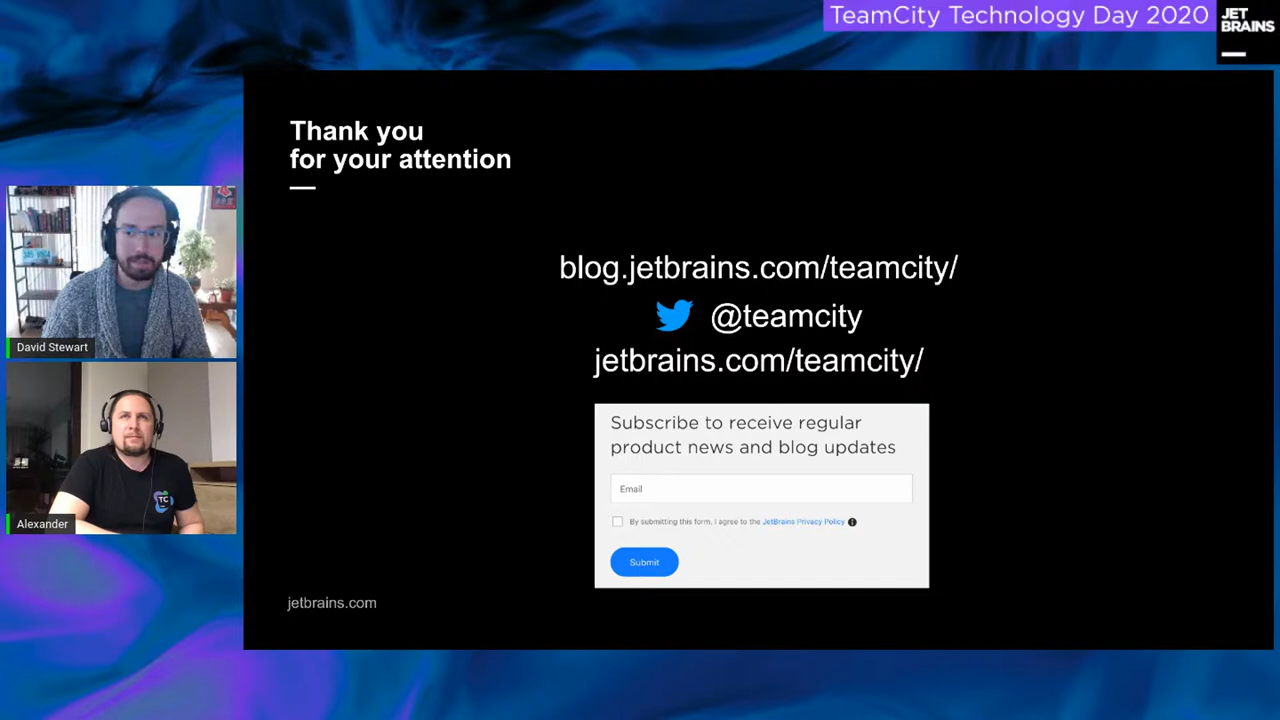 TeamCity Technology Day 2020
JET
BRAINS
Thank you
for your attention
blog.jetbrains.com/teamcity/
@teamcity
jetbrains.com/teamcity/
Subscribe to receive regular
product news and blog updates
Email
By submitting this form, I agree to the JetBrains Privacy Policy
Submit
jetbrains.com
David Stewart
TC
Alexander